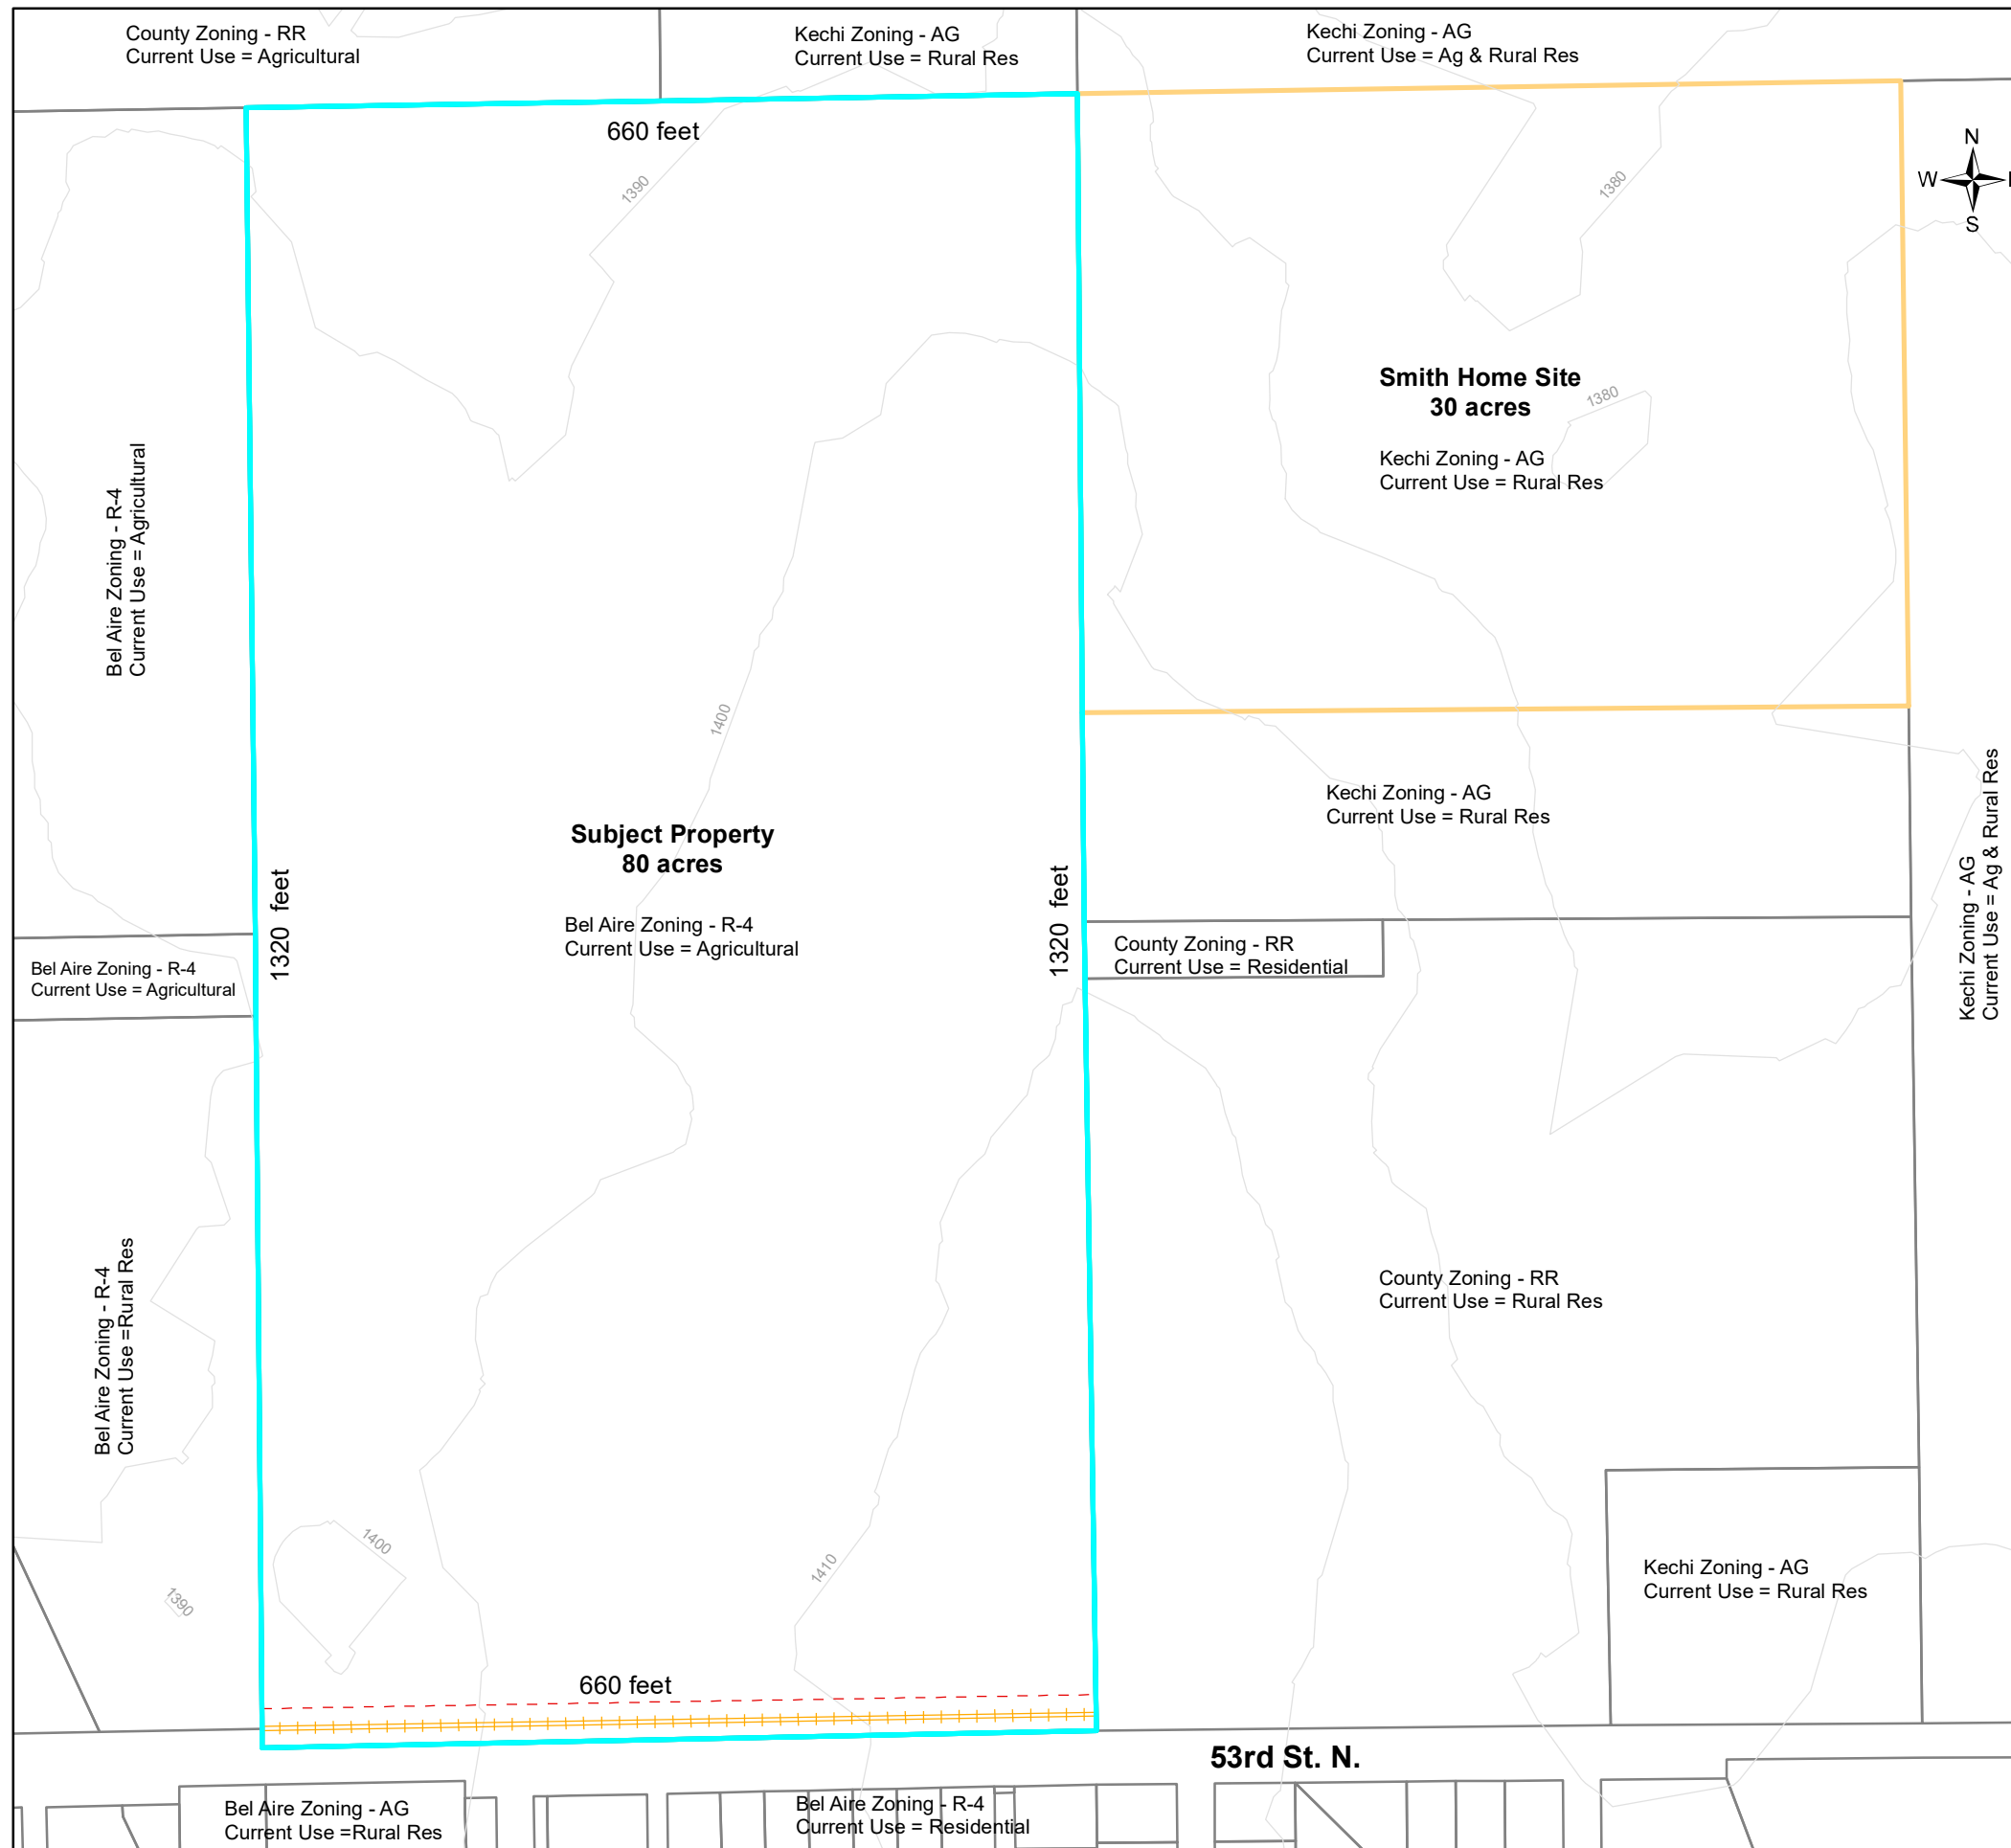 County Zoning - RR
Current Use = Agricultural
Kechi Zoning - AG
Current Use = Rural Res
Kechi Zoning - AG
Current Use = Ag & Rural Res
660 feet
N
W
S
1390
1380
Smith Home Site
30 acres
1380
Kechi Zoning - AG
Current Use = Rural Res
Bel Aire Zoning - R-4
Current Use = Agricultural
1400
Kechi Zoning - AG
Current Use = Rural Res
Subject Property
80 acres
Bel Aire Zoning - R-4
Current Use = Agricultural
1320 feet
1320 feet
County Zoning - RR
Current Use = Residential
Kechi Zoning - AG
Current Use = Ag & Rural Res
Bel Aire Zoning - R-4
Current Use = Agricultural
Bel Aire Zoning - R-4
Current Use =Rural Res
County Zoning - RR
Current Use = Rural Res
1400
1410
1390
Kechi Zoning - AG
Current Use = Rural Res
660 feet
53rd St. N.
Bel Aire Zoning - AG
Current Use =Rural Res
Bel Aire Zoning - R-4
Current Use = Residential